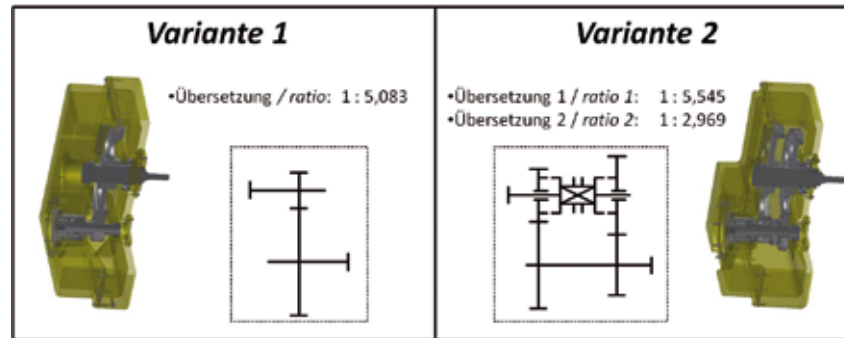 Variante 1
•Übersetzung / ratio: 1 : 5,083
Variante 2
•Übersetzung 1 / ratio 1: 1 : 5,545
•Übersetzung 2 / ratio 2: 1 : 2,969